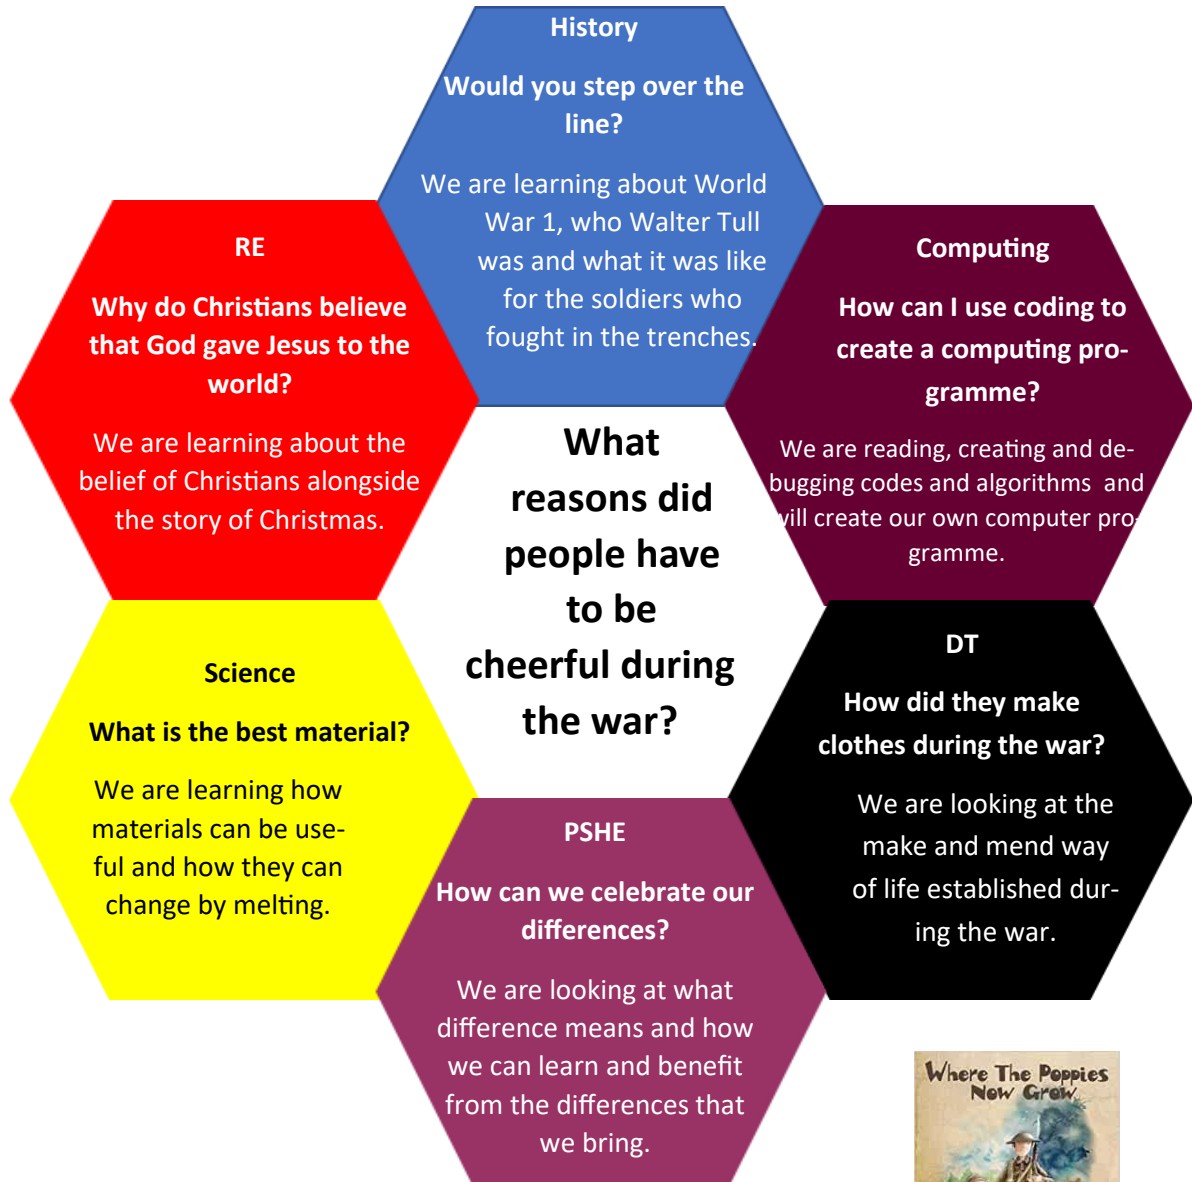 History
Would you step over the
line?
We are learning about World
War 1, who Walter Tull
was and what it was like
for the soldiers who
fought in the trenches.
RE
Why do Christians believe
that God gave Jesus to the
world?
We are learning about the
belief of Christians alongside
the story of Christmas.
Computing
How can I use coding to
create a computing pro-
gramme?
We are reading, creating and de-
bugging codes and algorithms and
will create our own computer pro-
gramme.
What
reasons did
people have
to be
cheerful during
the war?
Science
What is the best material?
We are learning how
materials can be use-
ful and how they can
change by melting.
DT
How did they make
clothes during the war?
We are looking at the
make and mend way
of life established dur-
ing the war.
PSHE
How can we celebrate our
differences?
We are looking at what
difference means and how
we can learn and benefit
from the differences that
we bring.
Where The Poppies
Now Grow